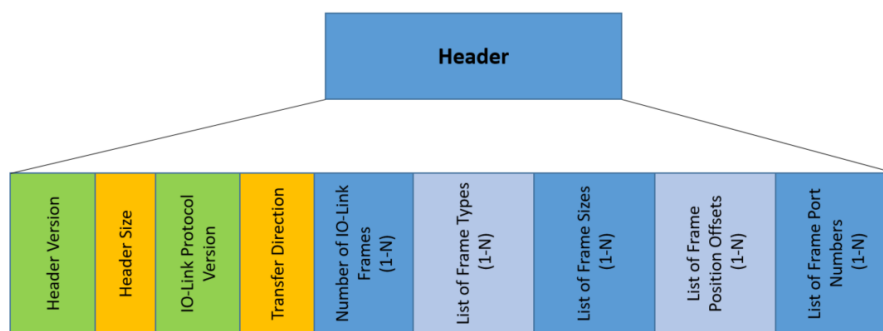 Header
Header Version
Header Size
IO-Link Protocol
Version
Transfer Direction
Number of IO-Link
Frames
(1-N)
List of Frame Types
(1-N)
List of Frame Sizes
(1-N)
List of Frame
Position Offsets
(1-N)
List of Frame Port
Numbers
(1-N)